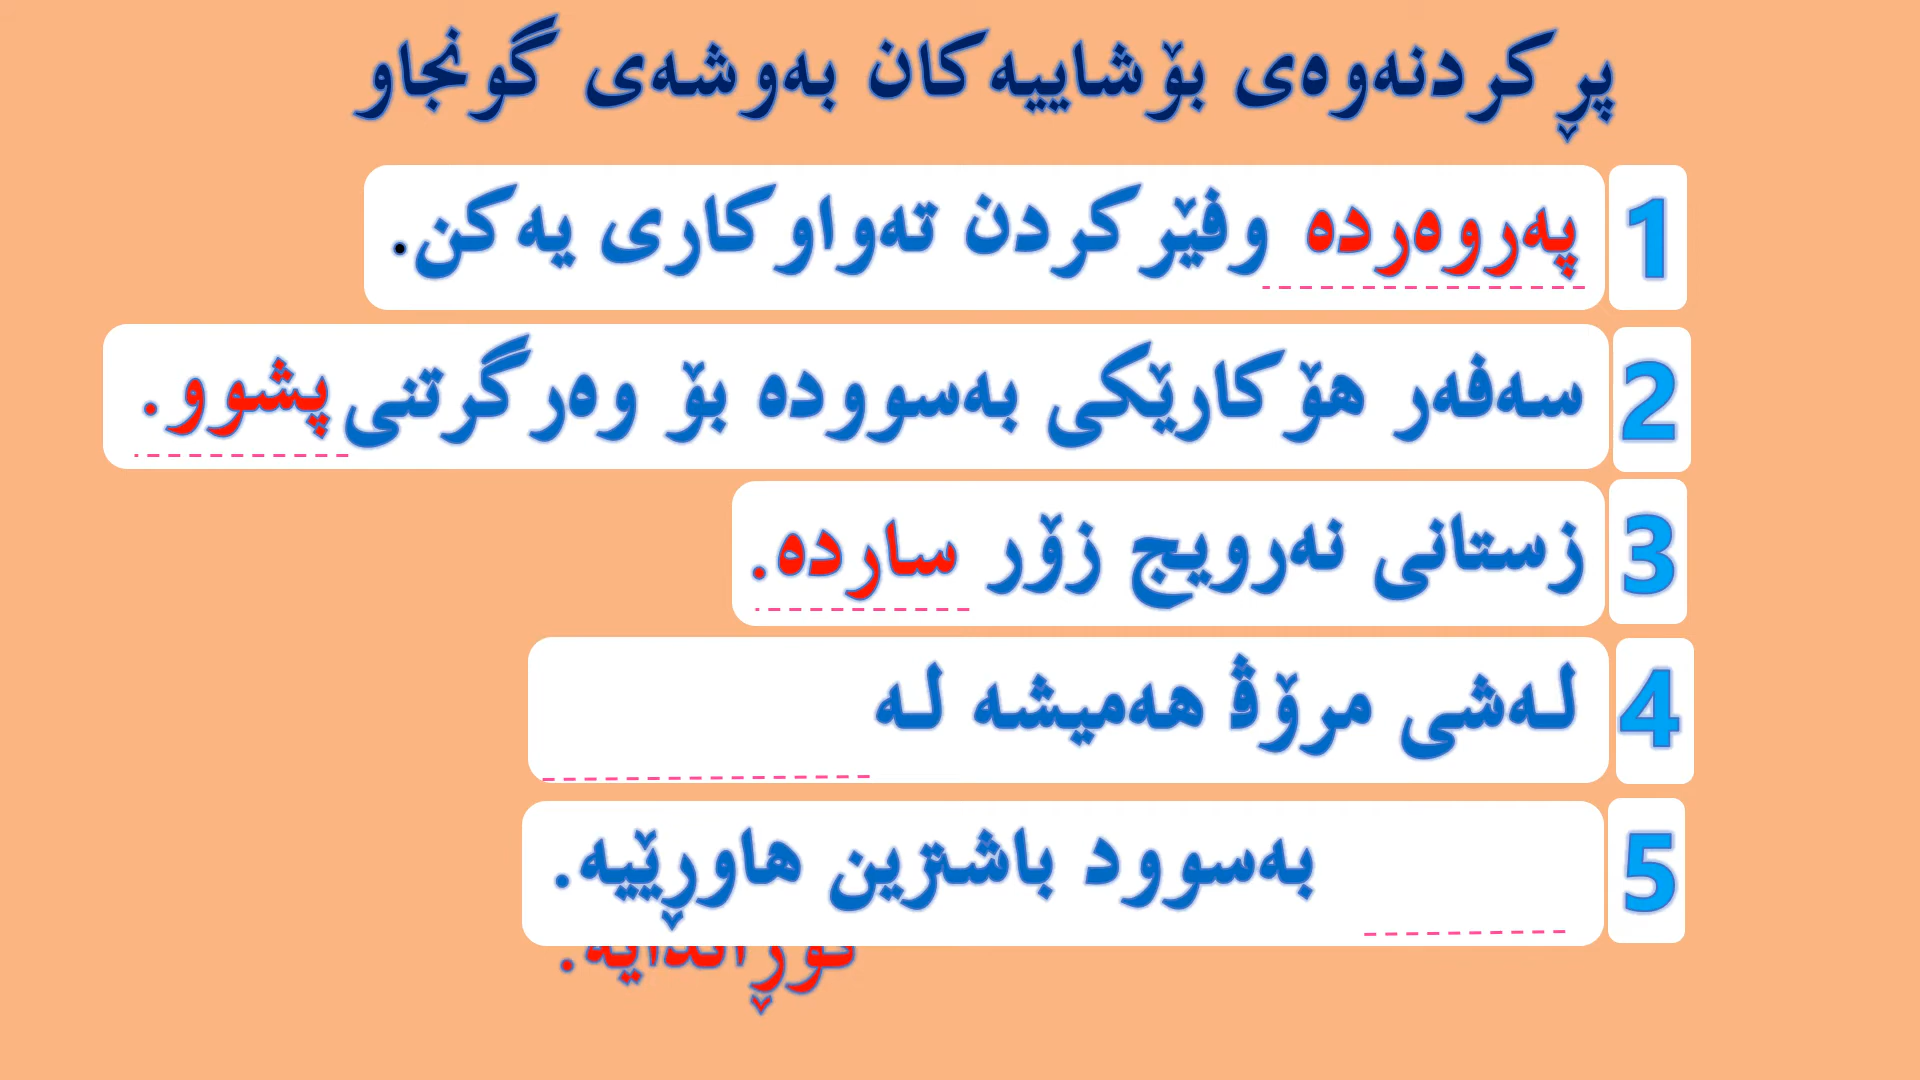 پڕکردنەوەی بۆشاییەکان بەوشەی گونجاو
1 پەروەردە وفێرکردن تەواوکاری یەکن.
2 سەفەر هۆکارێکی بەسوودە بۆ وەرگرتنی پشوو.
3 زستانی نەرویج زۆر ساردە.
4 لەشی مرۆڤ هەمیشە لە
5 بەسوود باشترین هاوڕێیە.